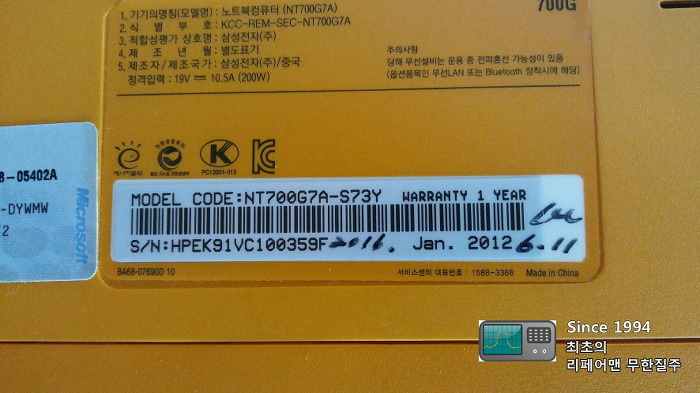 1. 기기의명칭(모델명) : 노트북컴퓨터 (NT700G7A)
700G
2. 식 별 부 호 : KCC-REM-SEC-NT700G7A
3. 적합성평가 상호명 : 삼성전자(주)
4. 제 조 년 월 : 별도표기
5. 제조자 / 제조국가 : 삼성전자(주)/중국
정격입력 : 19V 10.5A (200W)
주의사항
당해 무선설비는 운용 중 전파혼선 가능성이 있음
(옵션품목인 무선LAN 또는 Bluetooth 장착시에 해당)
PC12001-013
8-05402A
-DYWMW
Microsoft
MODEL CODE:NT700G7A-S73Y WARRANTY 1 YEAR
S/N:HPEK91VC100359F 2016. Jan. 2012 6.11
BA68-07690D 10
서비스센터 대표번호 : 1588-3366
Made in China
Since 1994
최초의
리페어맨 무한질주